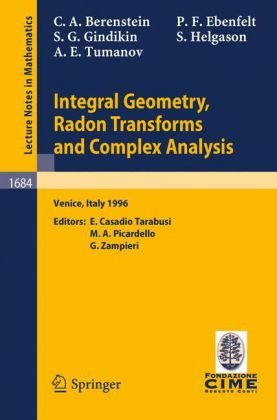 C. A. Berenstein P. F. Ebenfelt
S. G. Gindikin S. Helgason
A. E. Tumanov
Lecture Notes in Mathematics
Integral Geometry,
Radon Transforms
and Complex Analysis
1684
Venice, Italy 1996
Editors: E. Casadio Tarabusi
M. A. Picardello
G. Zampieri
FONDAZIONE
CIME
ROBERTO CONTI
Springer